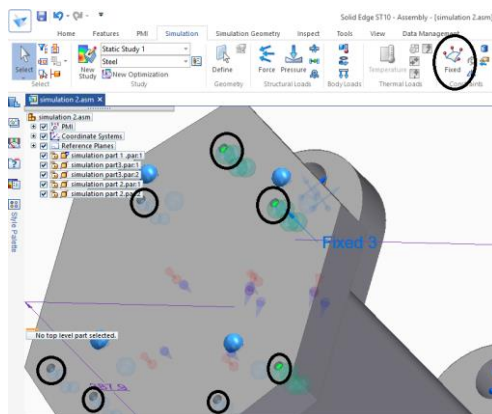 Solid Edge ST10 - Assembly - [simulation 2.asm
Home Features PMI Simulation Simulation Geometry Inspect Tools View Data Management
Select
Select
New Study
Static Study 1
Steel
New Optimization
Study
Define
Geometry
Force Pressure
Structural Loads
Body Loads
Temperature
Thermal Loads
Fixed
Constraints
simulation 2.asm
simulation 2.asm
PMI
Coordinate Systems
Reference Planes
simulation part 1 .par:1
simulation part3.par:1
simulation part3.par:2
simulation part 2.par:1
simulation part 2.par
Style Palette
Fixed 3
No top level part selected.